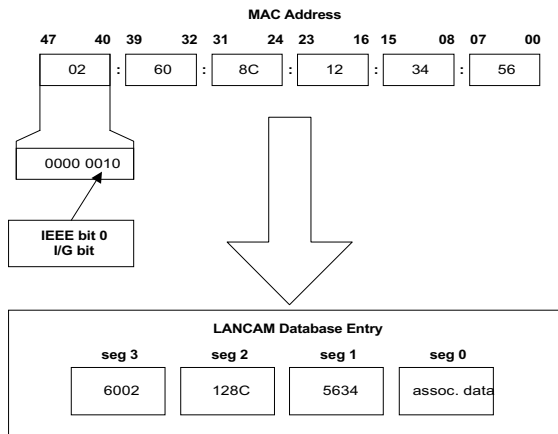 MAC Address
47 40 39 32 31 24 23 16 15 08 07 00
02 : 60 : 8C : 12 : 34 : 56
0000 0010
IEEE bit 0
I/G bit
LANCAM Database Entry
seg 3 seg 2 seg 1 seg 0
6002 128C 5634 assoc. data